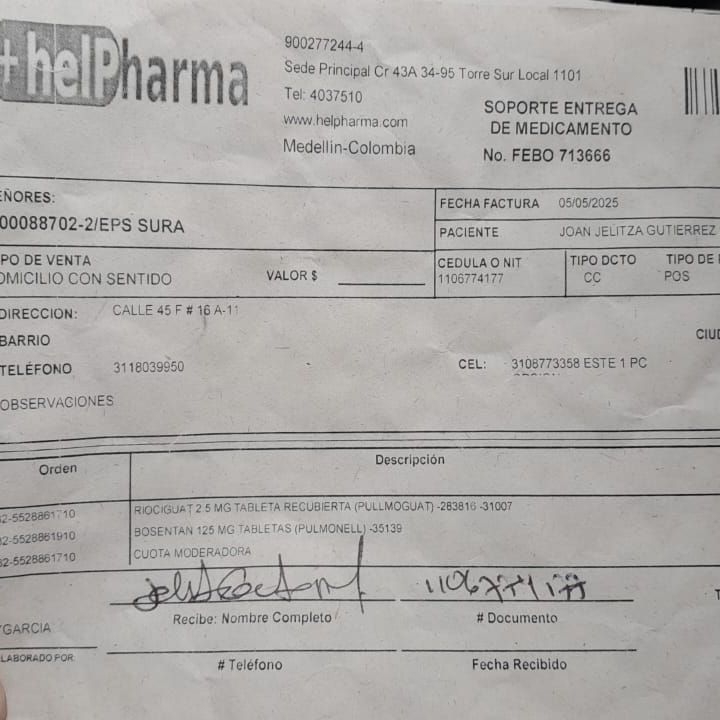 +helPharma
900277244-4
Sede Principal Cr 43A 34-95 Torre Sur Local 1101
Tel: 4037510
www.helpharma.com
Medellin-Colombia
SOPORTE ENTREGA
DE MEDICAMENTO
No. FEBO 713666
EÑORES:
00088702-2/EPS SURA
FECHA FACTURA 05/05/2025
PACIENTE JOAN JELITZA GUTIERREZ
IPO DE VENTA
OMICILIO CON SENTIDO
VALOR $
CEDULA O NIT
1106774177
TIPO DCTO
CC
TIPO DE
POS
DIRECCION: CALLE 45 F # 16 A-11
BARRIO
CIU
TELÉFONO 3118039950
CEL: 3108773358 ESTE 1 PC
OBSERVACIONES
Orden Descripción
02-5528861710 RIOCIGUAT 2.5 MG TABLETA RECUBIERTA (PULLMOGUAT) -283816 -31007
02-5528861910 BOSENTAN 125 MG TABLETAS (PULMONELL) -35139
02-5528861710 CUOTA MODERADORA
1106774177
Recibe: Nombre Completo # Documento
GARCIA
LABORADO POR
# Teléfono Fecha Recibido